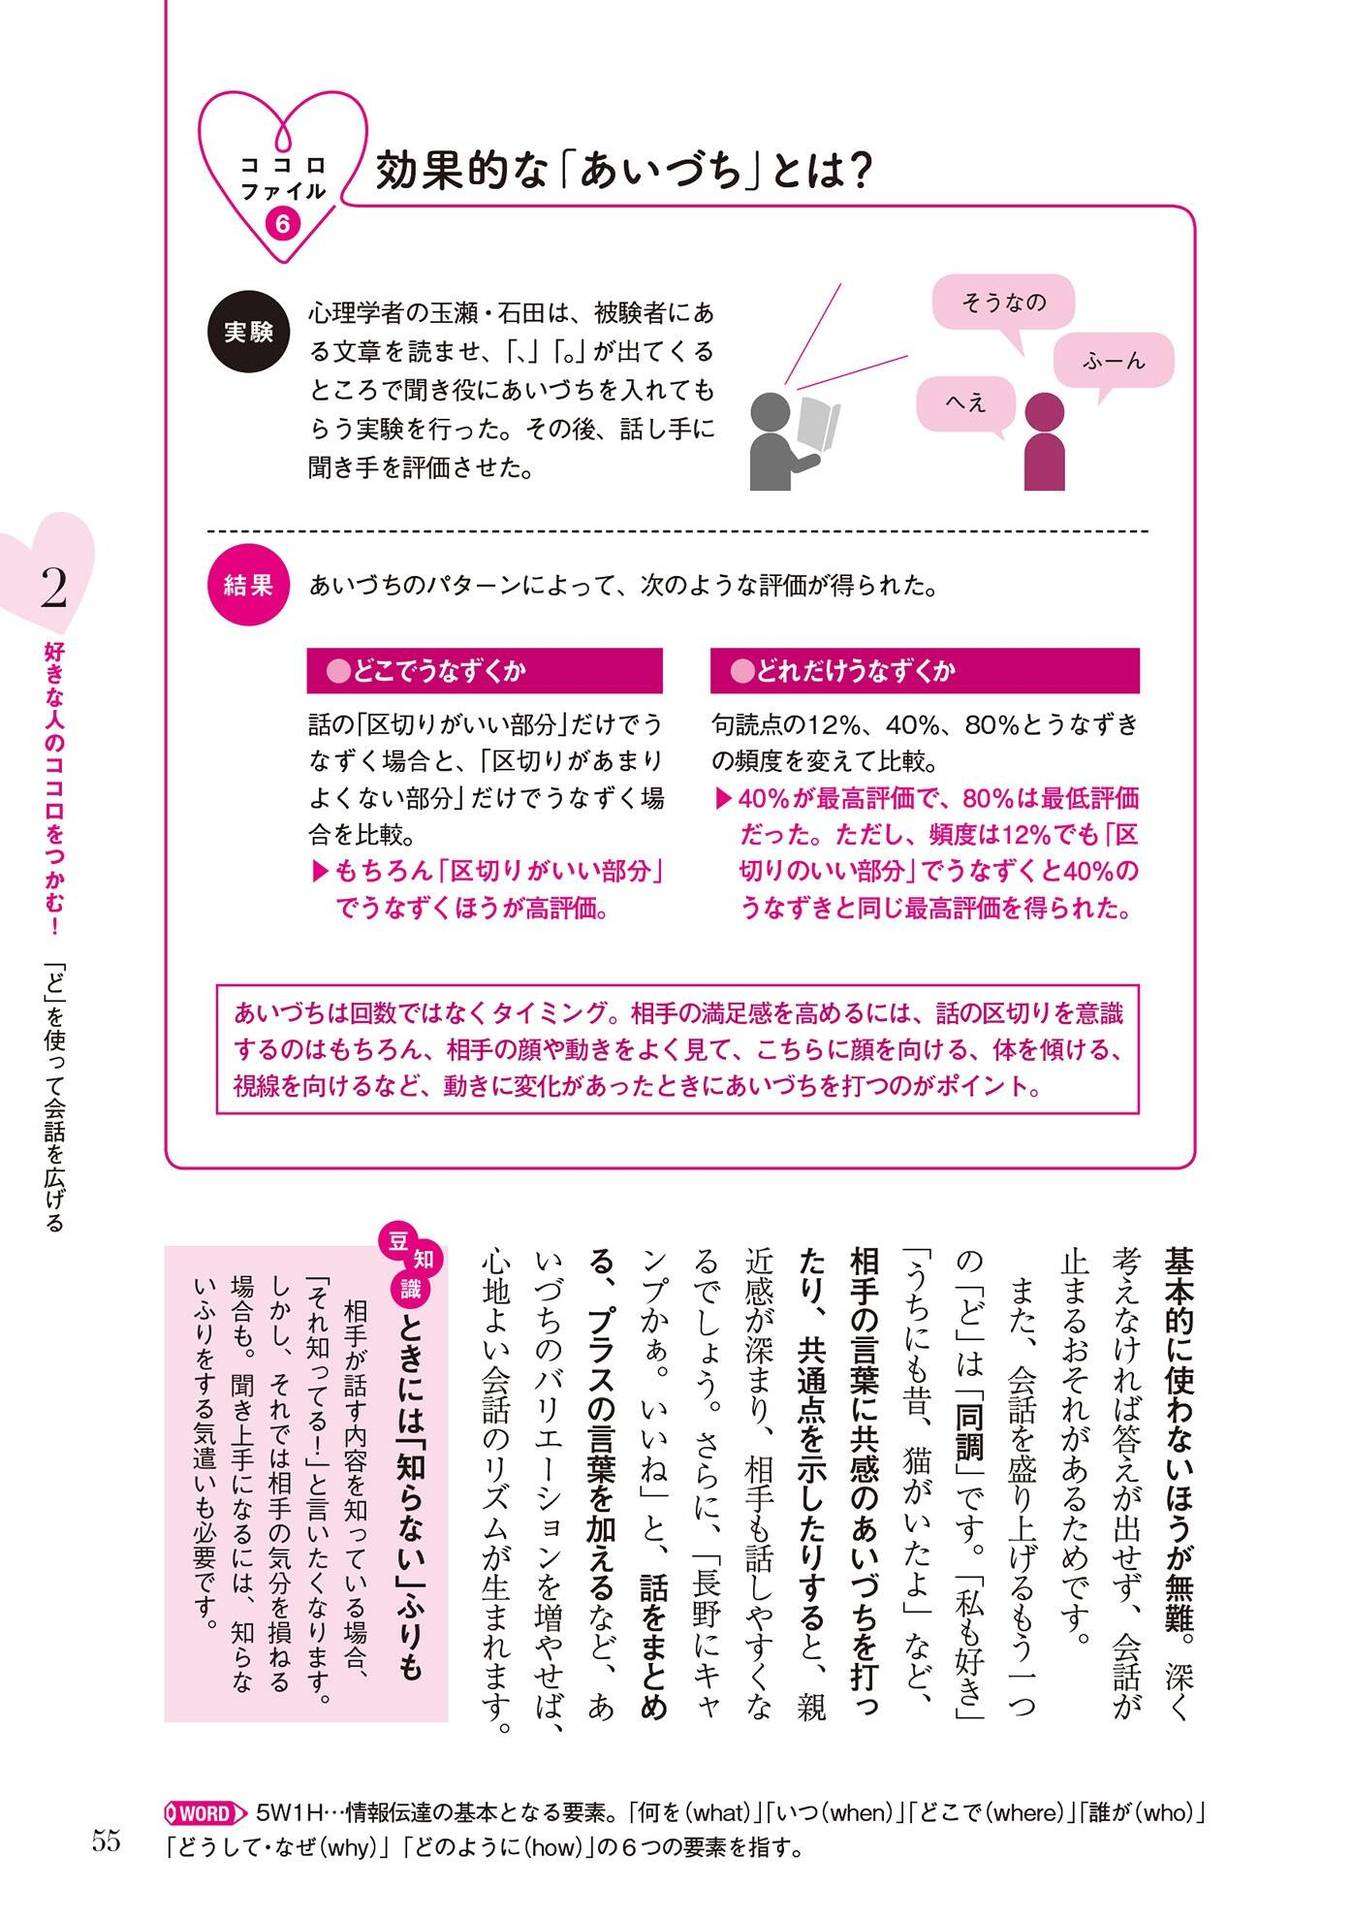 ココロ
ファイル
6
効果的な「あいづち」とは?
実験
心理学者の玉瀬・石田は、被験者にあ
る文章を読ませ、「、」「。」が出てくる
ところで聞き役にあいづちを入れても
らう実験を行った。その後、話し手に
聞き手を評価させた。
そうなの
ふーん
へえ
結果
あいづちのパターンによって、次のような評価が得られた。
●どこでうなずくか
話の「区切りがいい部分」だけでう
なずく場合と、「区切りがあまり
よくない部分」だけでうなずく場
合を比較。
▶もちろん「区切りがいい部分」
でうなずくほうが高評価。
●どれだけうなずくか
句読点の12%、40%、80%とうなずき
の頻度を変えて比較。
▶40%が最高評価で、80%は最低評価
だった。ただし、頻度は12%でも「区
切りのいい部分」でうなずくと40%の
うなずきと同じ最高評価を得られた。
あいづちは回数ではなくタイミング。相手の満足感を高めるには、話の区切りを意識
するのはもちろん、相手の顔や動きをよく見て、こちらに顔を向ける、体を傾ける、
視線を向けるなど、動きに変化があったときにあいづちを打つのがポイント。
2
好きな人のココロをつかむ! 「ど」を使って会話を広げる
基本的に使わないほうが無難。深く
考えなければ答えが出せず、会話が
止まるおそれがあるためです。
また、会話を盛り上げるもう一つ
の「ど」は「同調」です。「私も好き」
「うちにも昔、猫がいたよ」など、
相手の言葉に共感のあいづちを打っ
たり、共通点を示したりすると、親
近感が深まり、相手も話しやすくな
るでしょう。さらに、「長野にキャ
ンプかぁ。いいね」と、話をまとめ
る、プラスの言葉を加えるなど、あ
いづちのバリエーションを増やせば、
心地よい会話のリズムが生まれます。
豆知識
ときには「知らない」ふりも
相手が話す内容を知っている場合、
「それ知ってる!」と言いたくなります。
しかし、それでは相手の気分を損ねる
場合も。聞き上手になるには、知らな
いふりをする気遣いも必要です。
WORD 5W1H…情報伝達の基本となる要素。「何を(what)」「いつ(when)」「どこで(where)」「誰が(who)」
「どうして・なぜ(why)」「どのように(how)」の6つの要素を指す。
55